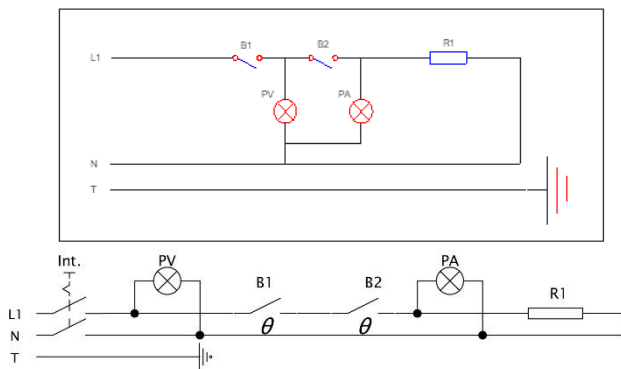 B1 B2 R1
L1
PV PA
N
T
Int. PV B1 B2 PA R1
L1
θ θ
N
T